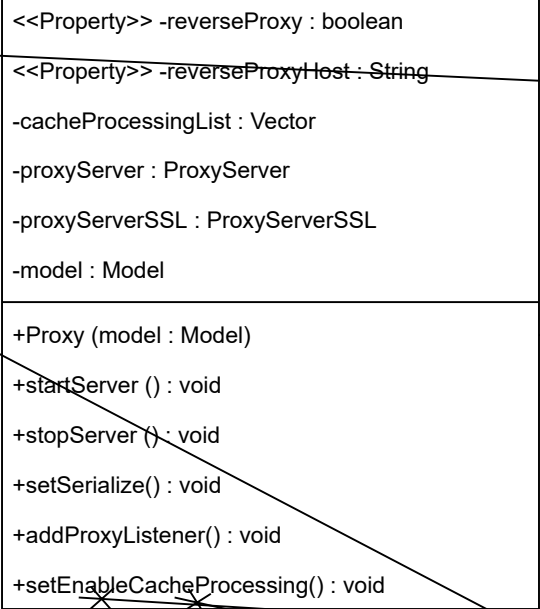 <<Property>> -reverseProxy : boolean
<<Property>> -reverseProxyHost : String
-cacheProcessingList : Vector
-proxyServer : ProxyServer
-proxyServerSSL : ProxyServerSSL
-model : Model
+Proxy (model : Model)
+startServer () : void
+stopServer () : void
+setSerialize() : void
+addProxyListener() : void
+setEnableCacheProcessing() : void